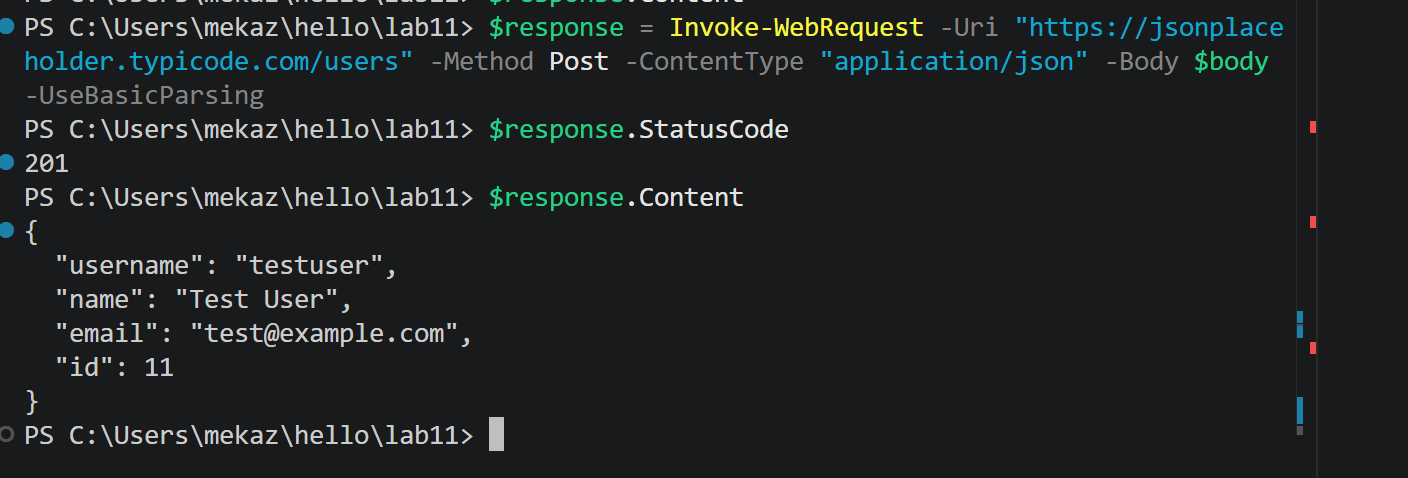 PS C:\Users\mekaz\hello\lab11> $response = Invoke-WebRequest -Uri "https://jsonplace
holder.typicode.com/users" -Method Post -ContentType "application/json" -Body $body
-UseBasicParsing
PS C:\Users\mekaz\hello\lab11> $response.StatusCode
201
PS C:\Users\mekaz\hello\lab11> $response.Content
{
  "username": "testuser",
  "name": "Test User",
  "email": "test@example.com",
  "id": 11
}
PS C:\Users\mekaz\hello\lab11>